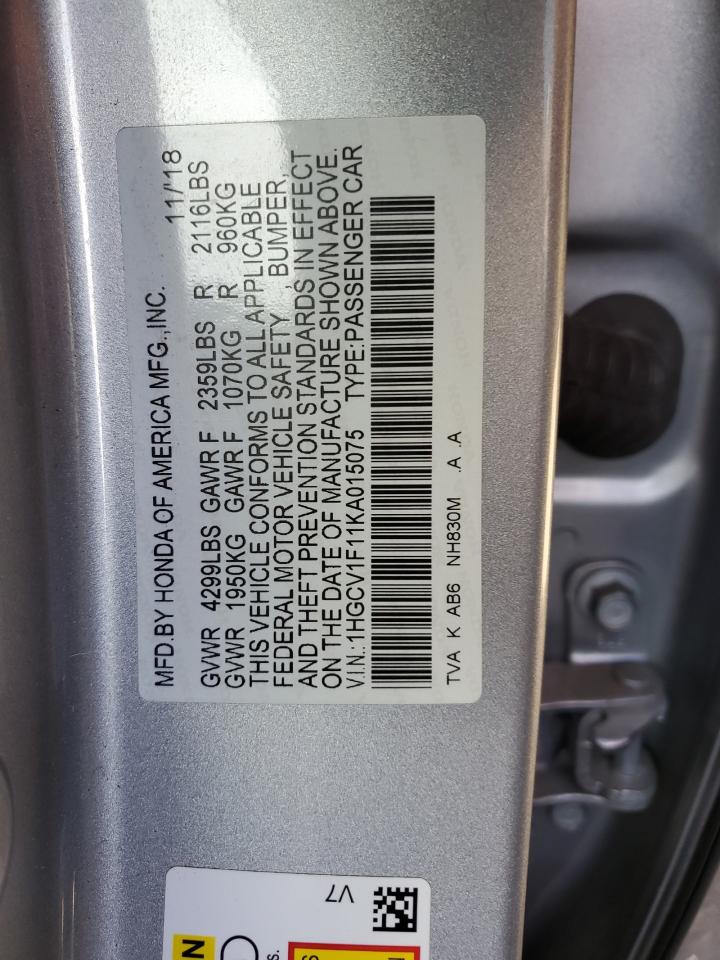 MFD.BY HONDA OF AMERICA MFG.,INC. 11/'18
GVWR 4299LBS GAWR F 2359LBS R 2116LBS
GVWR 1950KG GAWR F 1070KG R 960KG
THIS VEHICLE CONFORMS TO ALL APPLICABLE
FEDERAL MOTOR VEHICLE SAFETY , BUMPER,
AND THEFT PREVENTION STANDARDS IN EFFECT
ON THE DATE OF MANUFACTURE SHOWN ABOVE.
V.I.N.:1HGCV1F11KA015075 TYPE:PASSENGER CAR
TVA K AB6 NH830M .A .A
V7